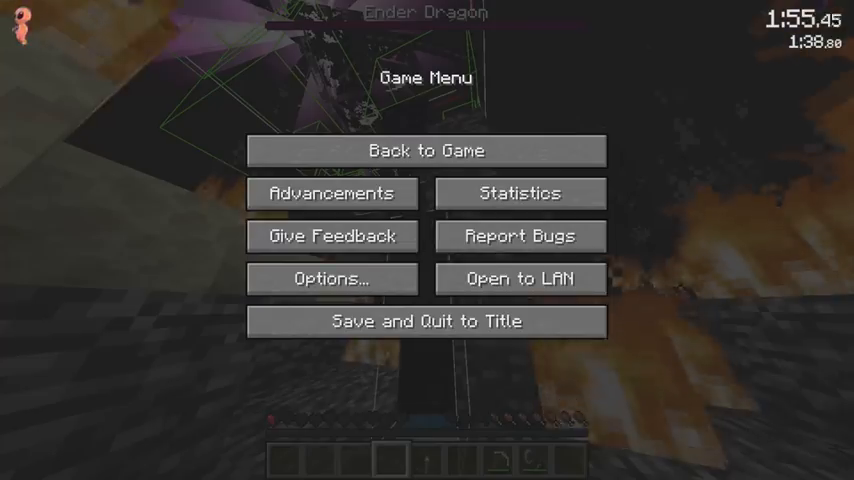 Ender Dragon
1:55.45
1:38.80
Game Menu
Back to Game
Advancements
Statistics
Give Feedback
Report Bugs
Options...
Open to LAN
Save and Quit to Title